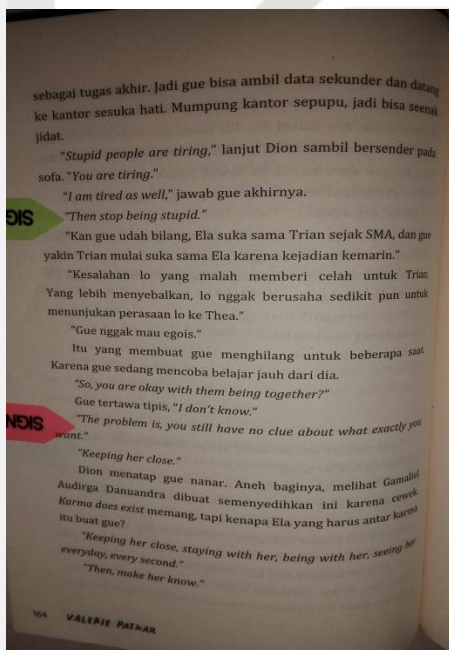 sebagai tugas akhir. Jadi gue bisa ambil data sekunder dan datang
ke kantor sesuka hati. Mumpung kantor sepupu, jadi bisa seenak
jidat.
"Stupid people are tiring," lanjut Dion sambil bersender pada
sofa. "You are tiring."
"I am tired as well," jawab gue akhirnya.
"Then stop being stupid."
"Kan gue udah bilang, Ela suka sama Trian sejak SMA, dan gue
yakin Trian mulai suka sama Ela karena kejadian kemarin."
"Kesalahan lo yang malah memberi celah untuk Trian.
Yang lebih menyebalkan, lo nggak berusaha sedikit pun untuk
menunjukan perasaan lo ke Thea."
"Gue nggak mau egois."
Itu yang membuat gue menghilang untuk beberapa saat.
Karena gue sedang mencoba belajar jauh dari dia.
"So, you are okay with them being together?"
Gue tertawa tipis, "I don't know."
"The problem is, you still have no clue about what exactly you
want."
"Keeping her close."
Dion menatap gue nanar. Aneh baginya, melihat Gamaliel
Audirga Danuandra dibuat semenyedihkan ini karena cewek.
Karma does exist memang, tapi kenapa Ela yang harus antar karma
itu buat gue?
"Keeping her close, staying with her, being with her, seeing her
everyday, every second."
"Then, make her know."
164 VALERIE PATKAR
SIGN
SIGN